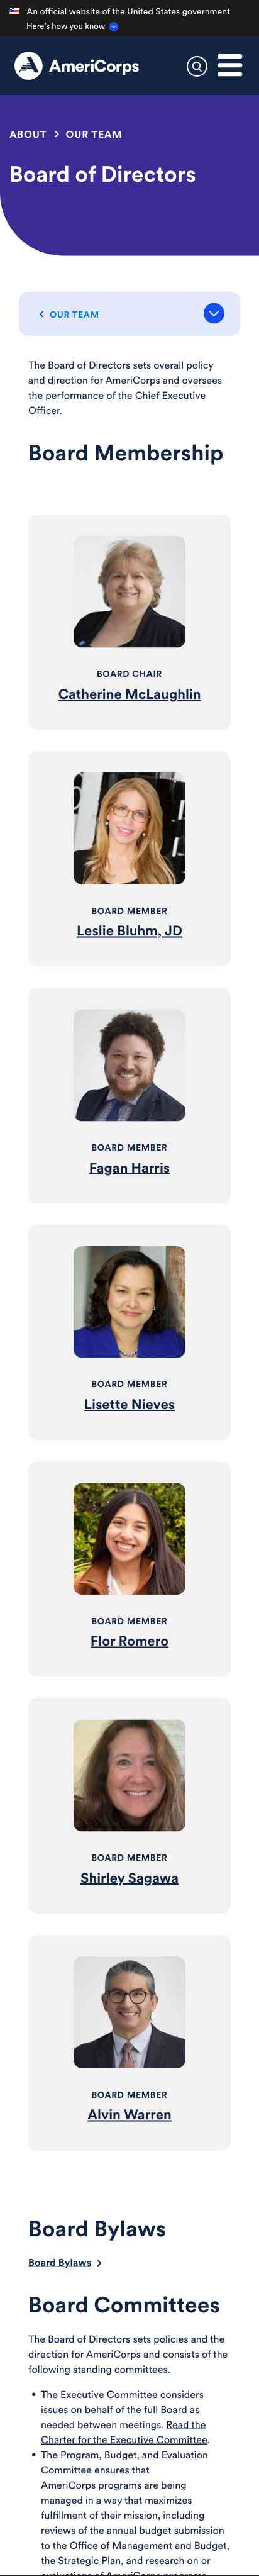 An official website of the United States government
Here's how you know
AmeriCorps
ABOUT > OUR TEAM
Board of Directors
< OUR TEAM
The Board of Directors sets overall policy
and direction for AmeriCorps and oversees
the performance of the Chief Executive
Officer.
Board Membership
BOARD CHAIR
Catherine McLaughlin
BOARD MEMBER
Leslie Bluhm, JD
BOARD MEMBER
Fagan Harris
BOARD MEMBER
Lisette Nieves
BOARD MEMBER
Flor Romero
BOARD MEMBER
Shirley Sagawa
BOARD MEMBER
Alvin Warren
Board Bylaws
Board Bylaws >
Board Committees
The Board of Directors sets policies and the
direction for AmeriCorps and consists of the
following standing committees.
• The Executive Committee considers
issues on behalf of the full Board as
needed between meetings. Read the
Charter for the Executive Committee.
• The Program, Budget, and Evaluation
Committee ensures that
AmeriCorps programs are being
managed in a way that maximizes
fulfillment of their mission, including
reviews of the annual budget submission
to the Office of Management and Budget,
the Strategic Plan, and research on or
evaluations of AmeriCorps programs.